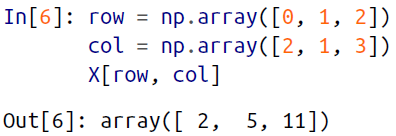 In[6]: row = np.array([0, 1, 2])
       col = np.array([2, 1, 3])
       X[row, col]
Out[6]: array([ 2,  5, 11])